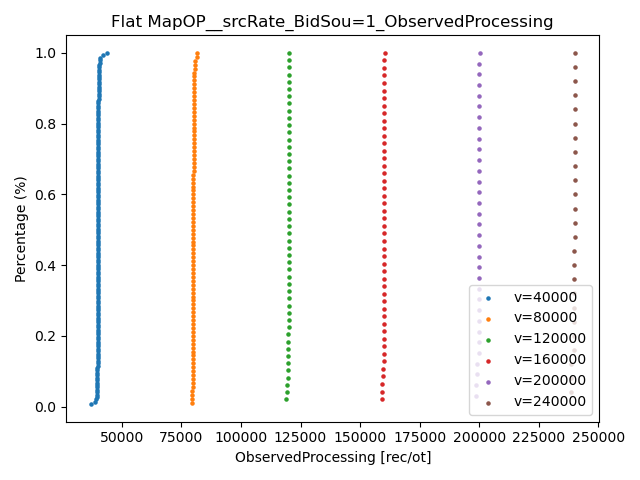 Flat MapOP__srcRate_BidSou=1_ObservedProcessing
1.0
0.8
0.6
0.4
0.2
0.0
Percentage (%)
v=40000
v=80000
v=120000
v=160000
v=200000
v=240000
50000 75000 100000 125000 150000 175000 200000 225000 250000
ObservedProcessing [rec/ot]